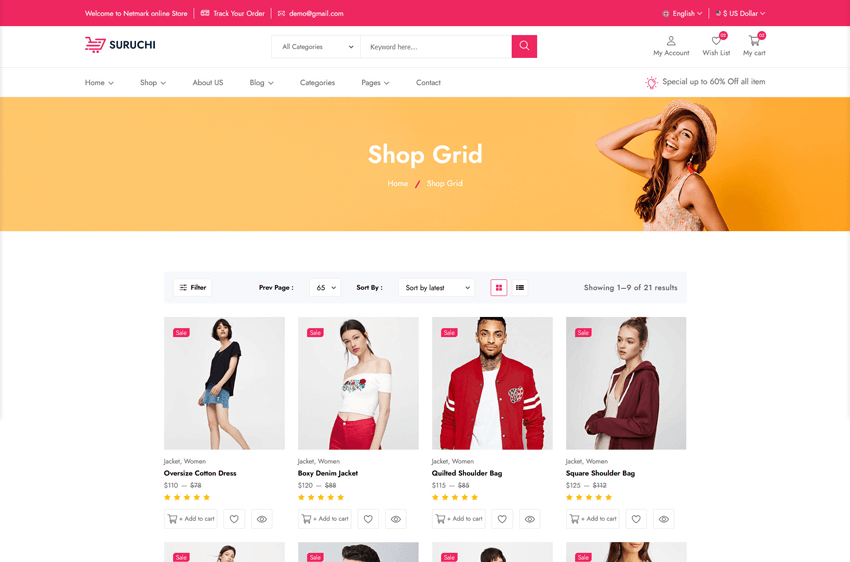 Welcome to Netmark online Store
Track Your Order
demo@gmail.com
English
$ US Dollar
SURUCHI
All Categories
Keyword here...
My Account
03
Wish List
02
My cart
Home
Shop
About US
Blog
Categories
Pages
Contact
Special up to 60% Off all item
Shop Grid
Home / Shop Grid
Filter
Prev Page :
65
Sort By :
Sort by latest
Showing 1–9 of 21 results
Sale
Sale
Sale
Sale
Jacket, Women
Oversize Cotton Dress
$110 — $78
+ Add to cart
Jacket, Women
Boxy Denim Jacket
$120 — $88
+ Add to cart
Jacket, Women
Quilted Shoulder Bag
$115 — $85
+ Add to cart
Jacket, Women
Square Shoulder Bag
$125 — $112
+ Add to cart
Sale
Sale
Sale
Sale